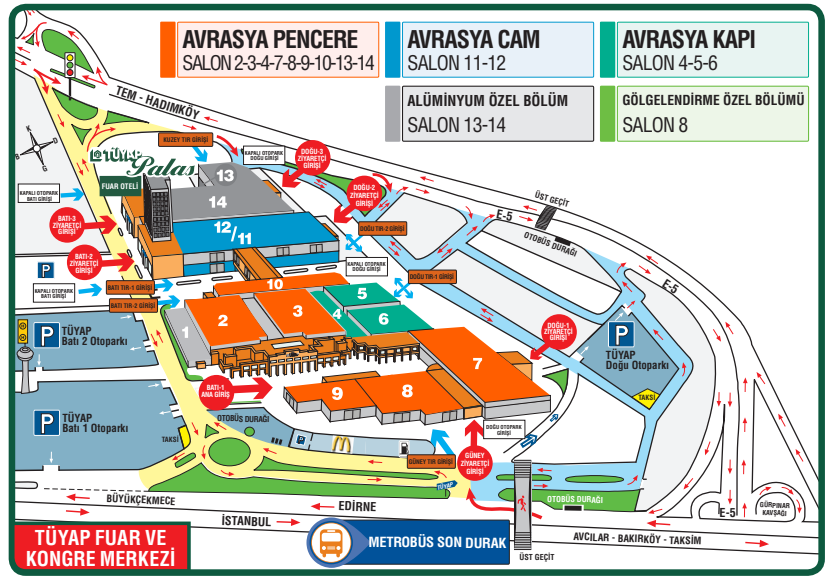 AVRASYA PENCERE
SALON 2-3-4-7-8-9-10-13-14
AVRASYA CAM
SALON 11-12
AVRASYA KAPI
SALON 4-5-6
ALÜMİNYUM ÖZEL BÖLÜM
SALON 13-14
GÖLGELENDİRME ÖZEL BÖLÜMÜ
SALON 8
TEM - HADIMKÖY
K
B
D
G
TÜYAP
Palas
FUAR OTELİ
KUZEY TIR GİRİŞİ
KAPALI OTOPARK
DOĞU GİRİŞİ
DOĞU-3
ZİYARETÇİ
GİRİŞİ
DOĞU-2
ZİYARETÇİ
GİRİŞİ
KAPALI OTOPARK
BATI GİRİŞİ
BATI-3
ZİYARETÇİ
GİRİŞİ
BATI-2
ZİYARETÇİ
GİRİŞİ
13
14
12/11
DOĞU TIR-2 GİRİŞİ
KAPALI OTOPARK
DOĞU GİRİŞİ
DOĞU TIR-1 GİRİŞİ
ÜST GEÇİT
E-5
OTOBÜS DURAĞI
E-5
P
KAPALI OTOPARK
BATI GİRİŞİ
BATI TIR-1 GİRİŞİ
BATI TIR-2 GİRİŞİ
10
1
2
3
4
5
6
7
8
9
DOĞU-1
ZİYARETÇİ
GİRİŞİ
P
TÜYAP
Doğu Otoparkı
TAKSİ
P
TÜYAP
Batı 2 Otoparkı
BATI-1
ANA GİRİŞ
P
TÜYAP
Batı 1 Otoparkı
TAKSİ
OTOBÜS DURAĞI
P
DOĞU OTOPARK
GİRİŞİ
GÜNEY TIR GİRİŞİ
GÜNEY
ZİYARETÇİ
GİRİŞİ
TÜYAP
OTOBÜS DURAĞI
E-5
GÜRPINAR
KAVŞAĞI
BÜYÜKÇEKMECE
EDİRNE
İSTANBUL
AVCILAR - BAKIRKÖY - TAKSİM
ÜST GEÇİT
METROBÜS SON DURAK
TÜYAP FUAR VE
KONGRE MERKEZİ